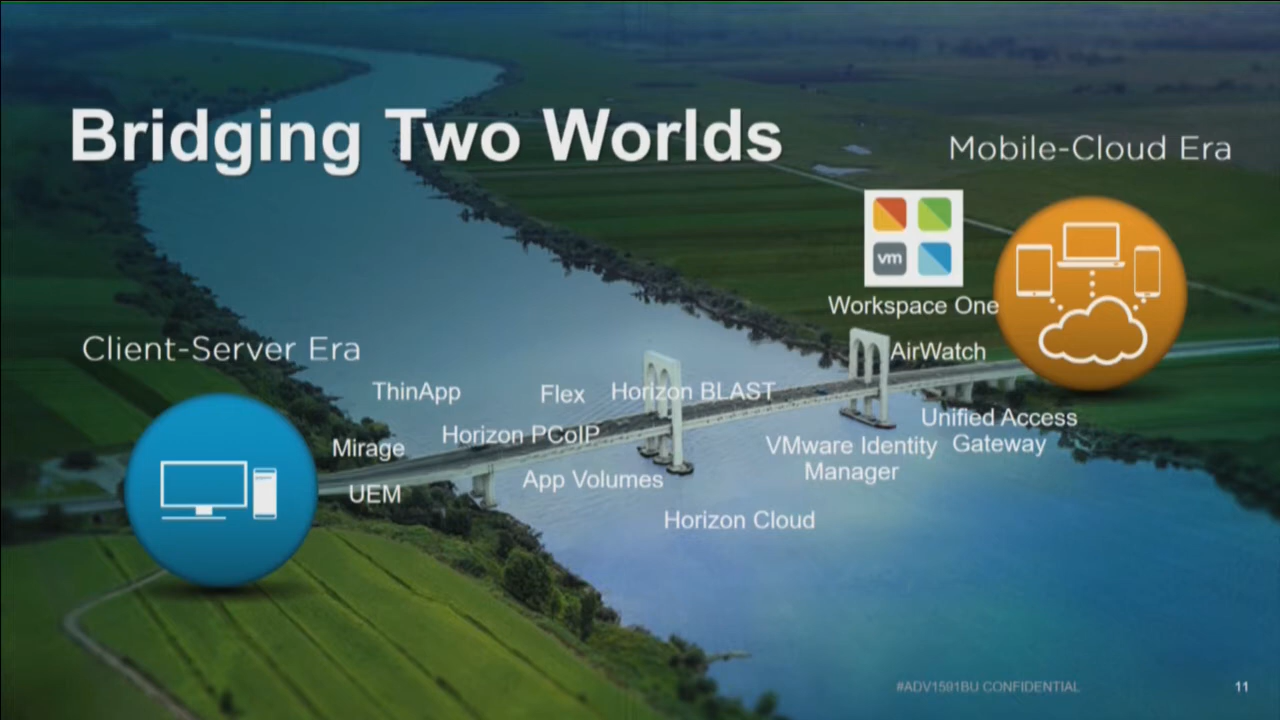 Bridging Two Worlds
Mobile-Cloud Era
vm
Workspace One
Client-Server Era
AirWatch
ThinApp
Flex
Horizon BLAST
Unified Access
Gateway
Mirage
Horizon PCoIP
VMware Identity
Manager
UEM
App Volumes
Horizon Cloud
#ADV1591BU CONFIDENTIAL
11